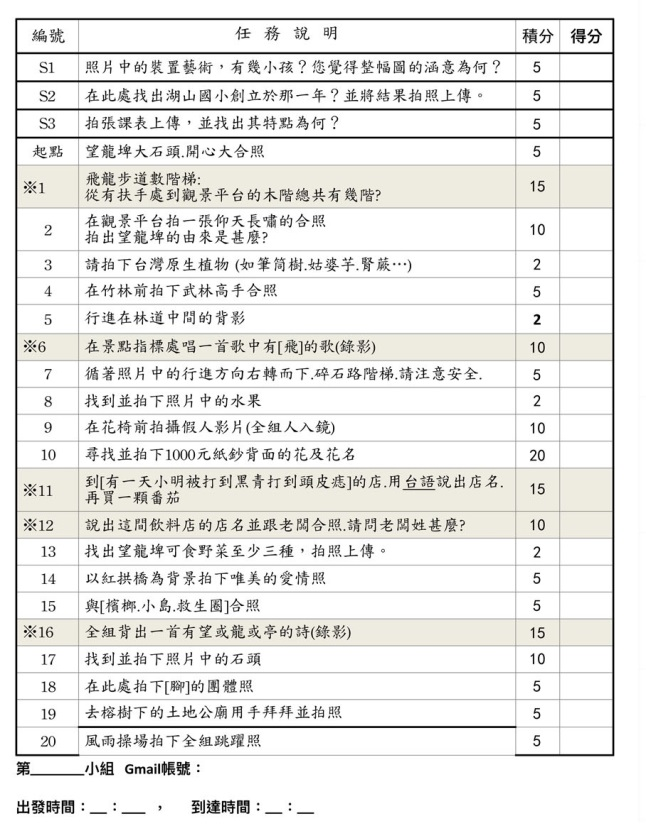 編號 任務說明 積分 得分
S1 照片中的裝置藝術，有幾小孩？您覺得整幅圖的涵意為何？ 5
S2 在此處找出湖山國小創立於那一年？並將結果拍照上傳。 5
S3 拍張課表上傳，並找出其特點為何？ 5
起點 望龍埤大石頭.開心大合照 5
※1 飛龍步道數階梯:
從有扶手處到觀景平台的木階總共有幾階? 15
2 在觀景平台拍一張仰天長嘯的合照
拍出望龍埤的由來是甚麼? 10
3 請拍下台灣原生植物 (如筆筒樹.姑婆芋.腎蕨…) 2
4 在竹林前拍下武林高手合照 5
5 行進在林道中間的背影 2
※6 在景點指標處唱一首歌中有[飛]的歌(錄影) 10
7 循著照片中的行進方向右轉而下.碎石路階梯.請注意安全. 5
8 找到並拍下照片中的水果 2
9 在花椅前拍攝假人影片(全組人入鏡) 10
10 尋找並拍下1000元紙鈔背面的花及花名 20
※11 到[有一天小明被打到黑青打到頭皮痣]的店.用台語說出店名.
再買一顆番茄 15
※12 說出這間飲料店的店名並跟老闆合照.請問老闆姓甚麼? 10
13 找出望龍埤可食野菜至少三種，拍照上傳。 2
14 以紅拱橋為背景拍下唯美的愛情照 5
15 與[檳榔.小島.救生圈]合照 5
※16 全組背出一首有望或龍或亭的詩(錄影) 15
17 找到並拍下照片中的石頭 10
18 在此處拍下[腳]的團體照 5
19 去榕樹下的土地公廟用手拜拜並拍照 5
20 風雨操場拍下全組跳躍照 5
第______小組 Gmail帳號：
出發時間：__：___ ， 到達時間：__：__